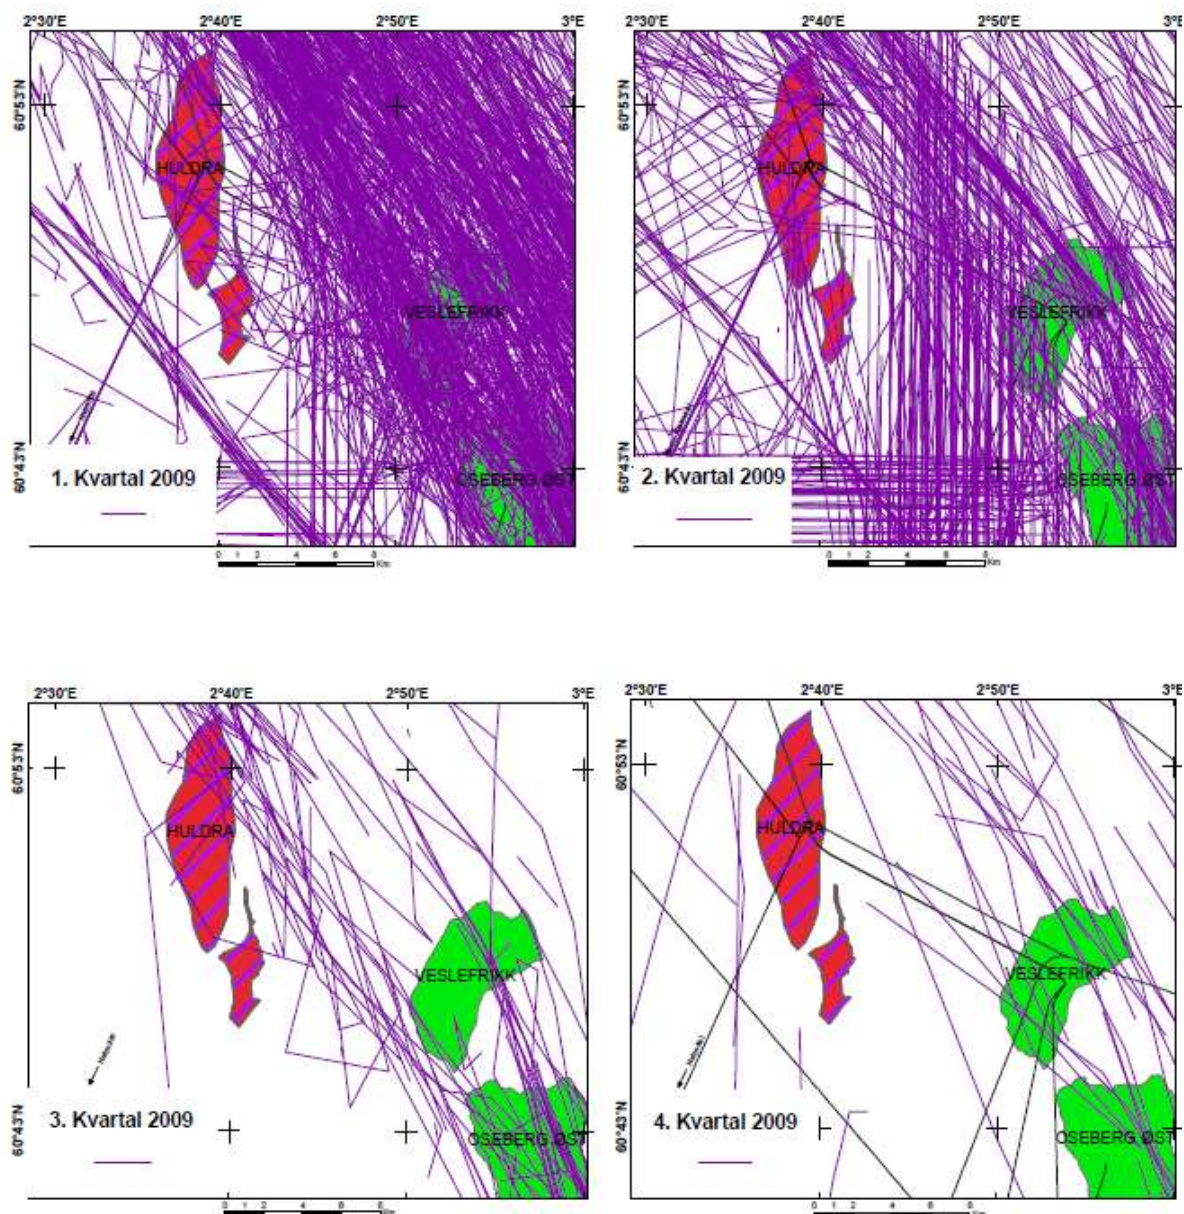 2°30'E 2°40'E 2°50'E 3°E
60°53'N
HULDRA
VESLEFRIKK
60°43'N
OSEBERG ØST
1. Kvartal 2009
0 1 2 4 6 8
Km
2°30'E 2°40'E 2°50'E 3°E
60°53'N
HULDRA
VESLEFRIKK
60°43'N
OSEBERG ØST
2. Kvartal 2009
0 1 2 4 6 8
Km
2°30'E 2°40'E 2°50'E 3°E
60°53'N
HULDRA
VESLEFRIKK
60°43'N
OSEBERG ØST
3. Kvartal 2009
0 1 2 4 6 8
Km
2°30'E 2°40'E 2°50'E 3°E
60°53'N
HULDRA
VESLEFRIKK
60°43'N
OSEBERG ØST
4. Kvartal 2009
0 1 2 4 6 8
Km